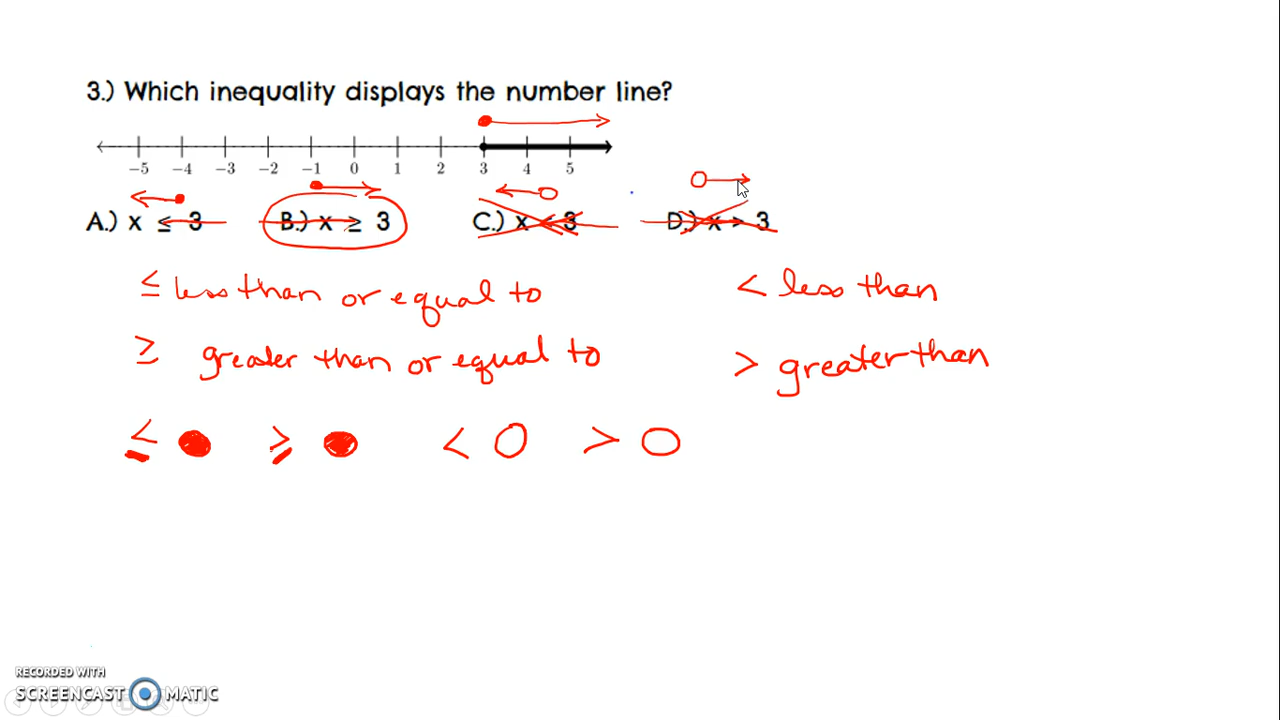 3.) Which inequality displays the number line?
-5 -4 -3 -2 -1 0 1 2 3 4 5
A.) x ≤ 3 B.) x ≥ 3 C.) x < 3 D.) x > 3
≤ less than or equal to < less than
≥ greater than or equal to > greater than
≤ ≥ < >
RECORDED WITH
SCREENCAST MATIC